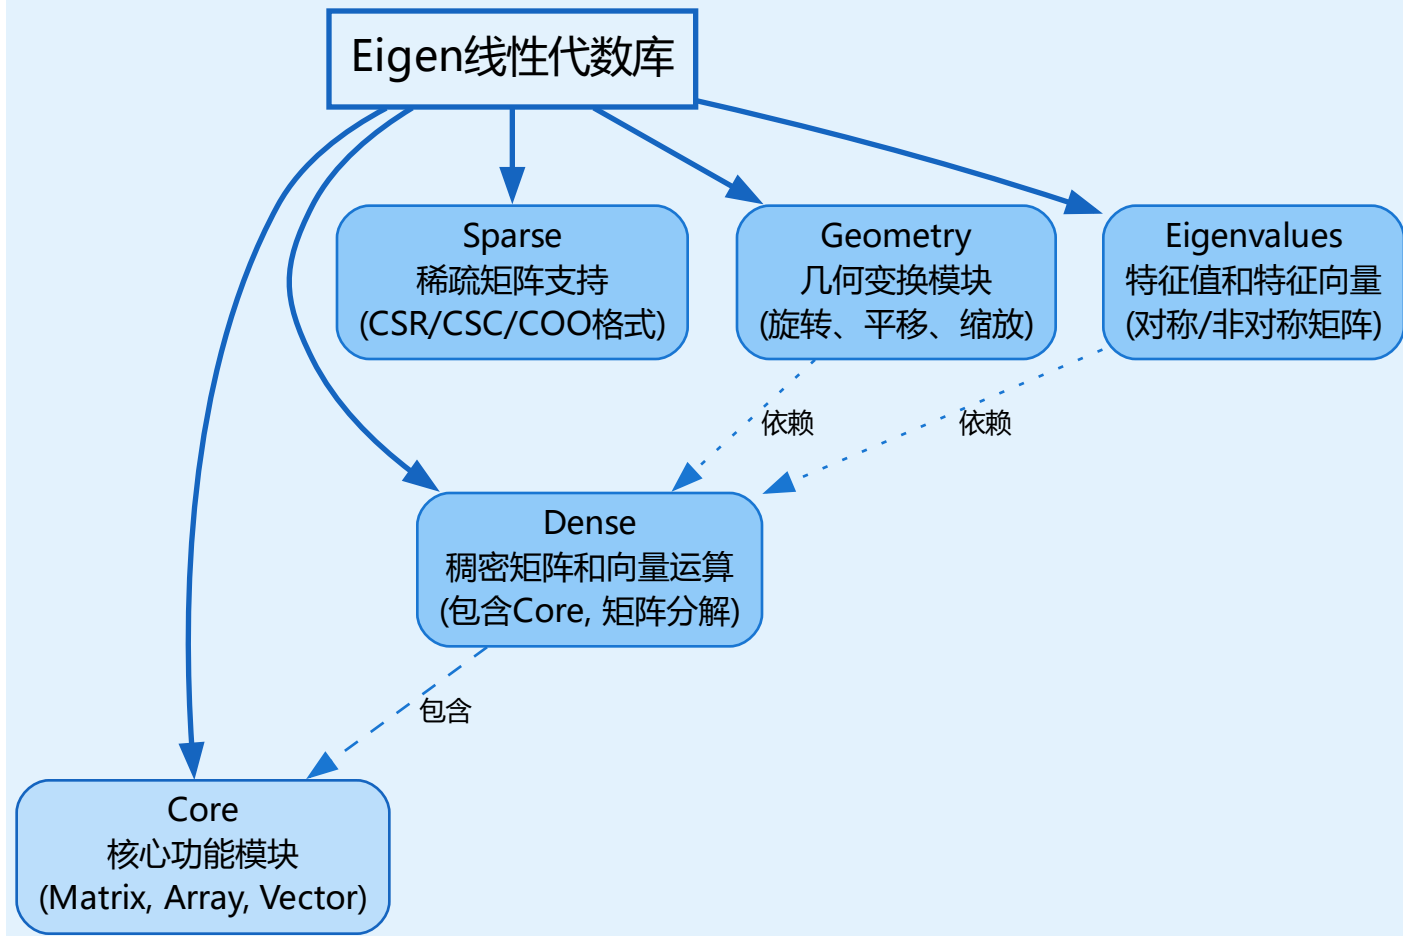 Eigen线性代数库
Sparse
稀疏矩阵支持
(CSR/CSC/COO格式)
Geometry
几何变换模块
(旋转、平移、缩放)
Eigenvalues
特征值和特征向量
(对称/非对称矩阵)
依赖
依赖
Dense
稠密矩阵和向量运算
(包含Core, 矩阵分解)
包含
Core
核心功能模块
(Matrix, Array, Vector)